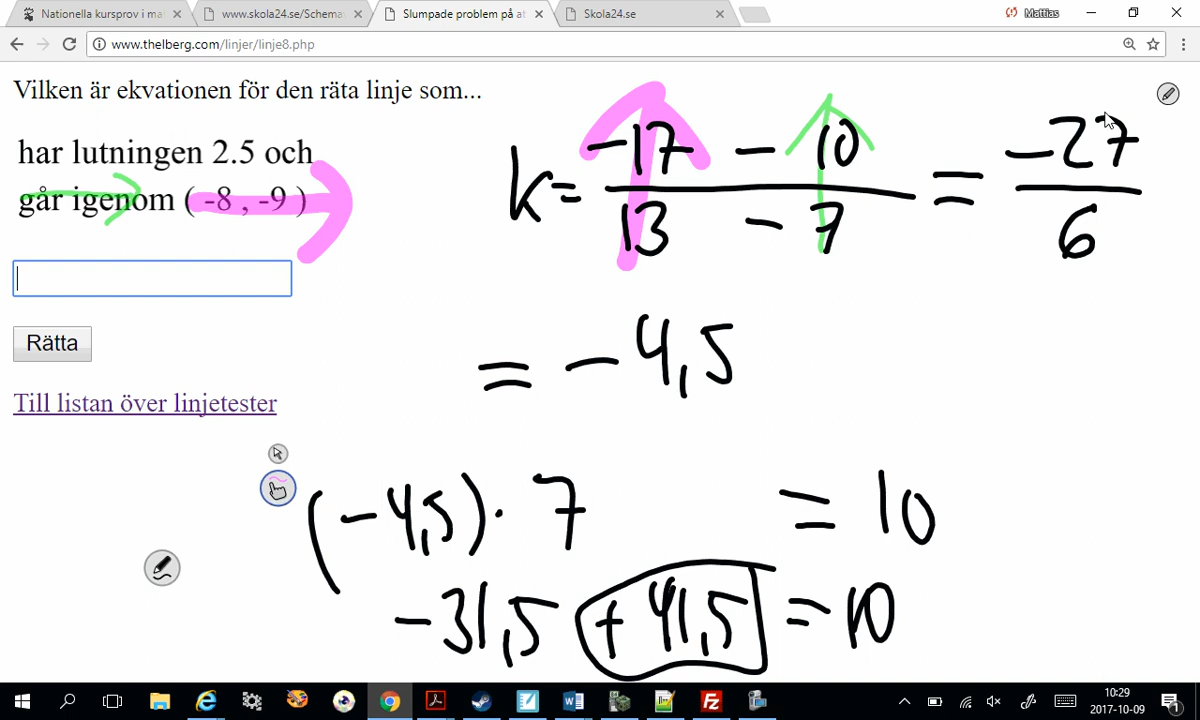 Nationella kursprov i ma
www.skola24.se/Schema
Slumpade problem på at
Skola24.se
Mattias
www.thelberg.com/linjer/linje8.php
Vilken är ekvationen för den räta linje som...
har lutningen 2.5 och
går igenom ( -8 , -9 )
Rätta
Till listan över linjetester
k = -17 - 10 = -27
13 - 7 6
= -4,5
(-4,5) · 7 = 10
-31,5 + 41,5 = 10
10:29
2017-10-09
1